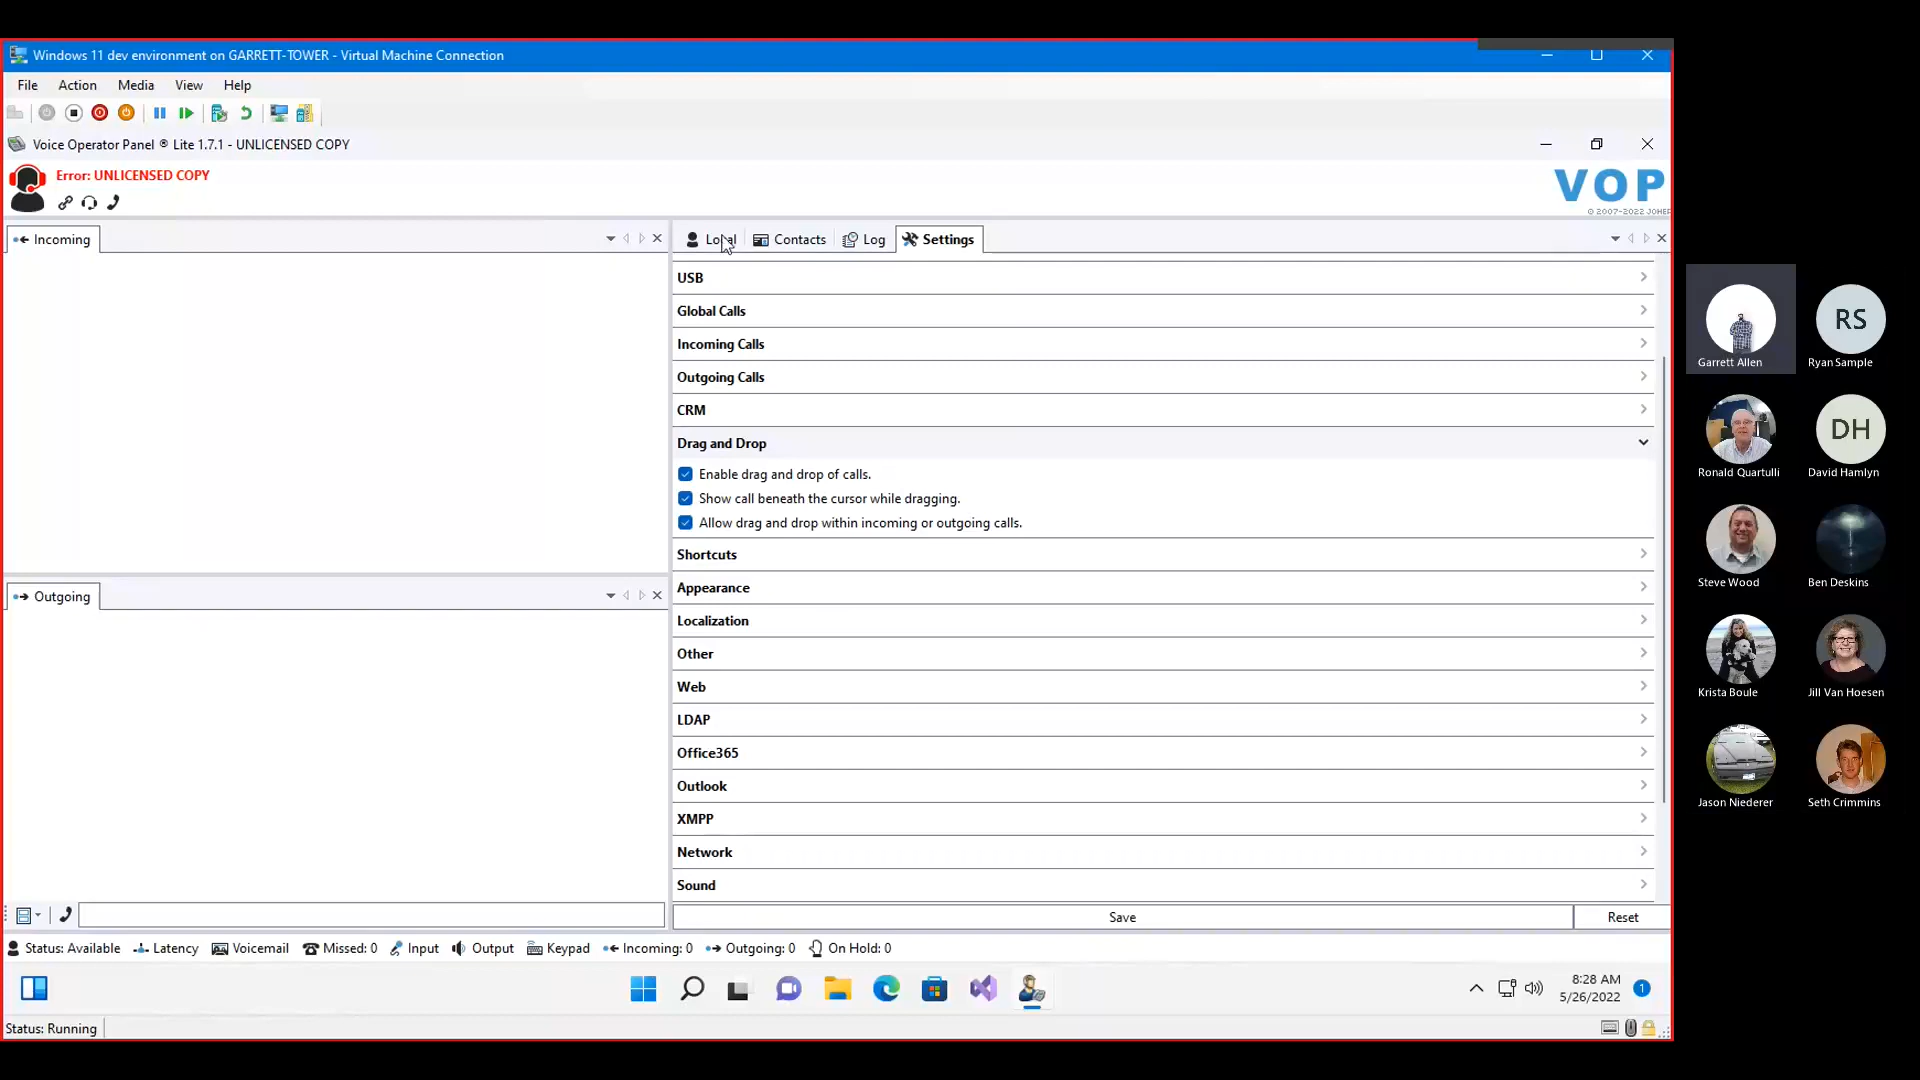 Windows 11 dev environment on GARRETT-TOWER - Virtual Machine Connection
File Action Media View Help
Voice Operator Panel ® Lite 1.7.1 - UNLICENSED COPY
Error: UNLICENSED COPY
VOP
© 2007-2022 JOHER
Incoming
Local Contacts Log Settings
USB
Global Calls
Incoming Calls
Outgoing Calls
CRM
Drag and Drop
Enable drag and drop of calls.
Show call beneath the cursor while dragging.
Allow drag and drop within incoming or outgoing calls.
Shortcuts
Appearance
Localization
Other
Web
LDAP
Office365
Outlook
XMPP
Network
Sound
Save Reset
Outgoing
Status: Available Latency Voicemail Missed: 0 Input Output Keypad Incoming: 0 Outgoing: 0 On Hold: 0
8:28 AM
5/26/2022
1
Status: Running
RS
Garrett Allen Ryan Sample
DH
Ronald Quartulli David Hamlyn
Steve Wood Ben Deskins
Krista Boule Jill Van Hoesen
Jason Niederer Seth Crimmins